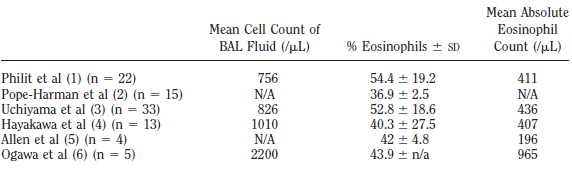 Mean Absolute
Mean Cell Count of Eosinophil
BAL Fluid (/μL) % Eosinophils ± SD Count (/μL)
Philit et al (1) (n = 22) 756 54.4 ± 19.2 411
Pope-Harman et al (2) (n = 15) N/A 36.9 ± 2.5 N/A
Uchiyama et al (3) (n = 33) 826 52.8 ± 18.6 436
Hayakawa et al (4) (n = 13) 1010 40.3 ± 27.5 407
Allen et al (5) (n = 4) N/A 42 ± 4.8 196
Ogawa et al (6) (n = 5) 2200 43.9 ± n/a 965